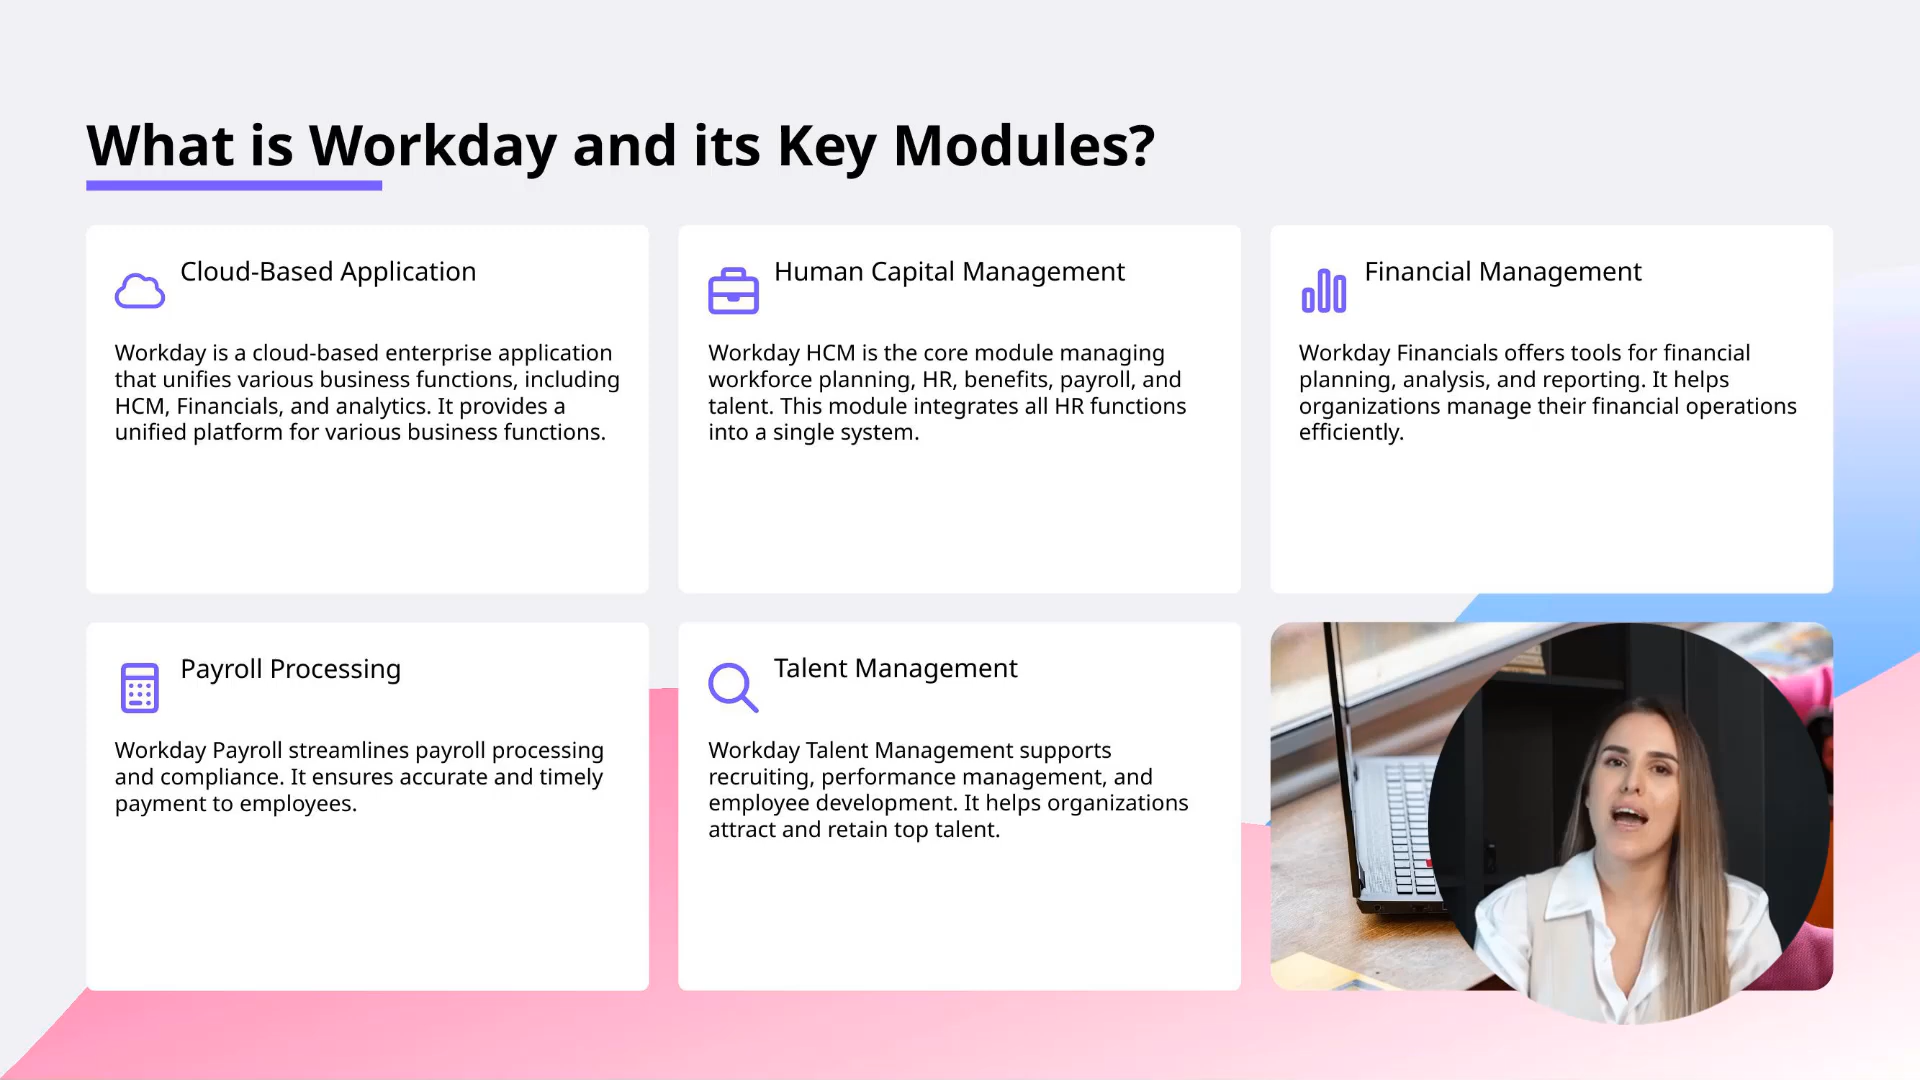 What is Workday and its Key Modules?
Cloud-Based Application
Workday is a cloud-based enterprise application
that unifies various business functions, including
HCM, Financials, and analytics. It provides a
unified platform for various business functions.
Human Capital Management
Workday HCM is the core module managing
workforce planning, HR, benefits, payroll, and
talent. This module integrates all HR functions
into a single system.
Financial Management
Workday Financials offers tools for financial
planning, analysis, and reporting. It helps
organizations manage their financial operations
efficiently.
Payroll Processing
Workday Payroll streamlines payroll processing
and compliance. It ensures accurate and timely
payment to employees.
Talent Management
Workday Talent Management supports
recruiting, performance management, and
employee development. It helps organizations
attract and retain top talent.